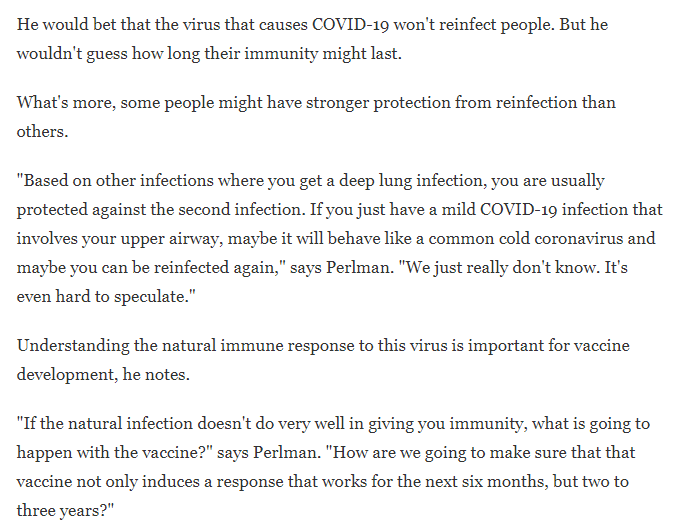 He would bet that the virus that causes COVID-19 won't reinfect people. But he
wouldn't guess how long their immunity might last.
What's more, some people might have stronger protection from reinfection than
others.
"Based on other infections where you get a deep lung infection, you are usually
protected against the second infection. If you just have a mild COVID-19 infection that
involves your upper airway, maybe it will behave like a common cold coronavirus and
maybe you can be reinfected again," says Perlman. "We just really don't know. It's
even hard to speculate."
Understanding the natural immune response to this virus is important for vaccine
development, he notes.
"If the natural infection doesn't do very well in giving you immunity, what is going to
happen with the vaccine?" says Perlman. "How are we going to make sure that that
vaccine not only induces a response that works for the next six months, but two to
three years?"